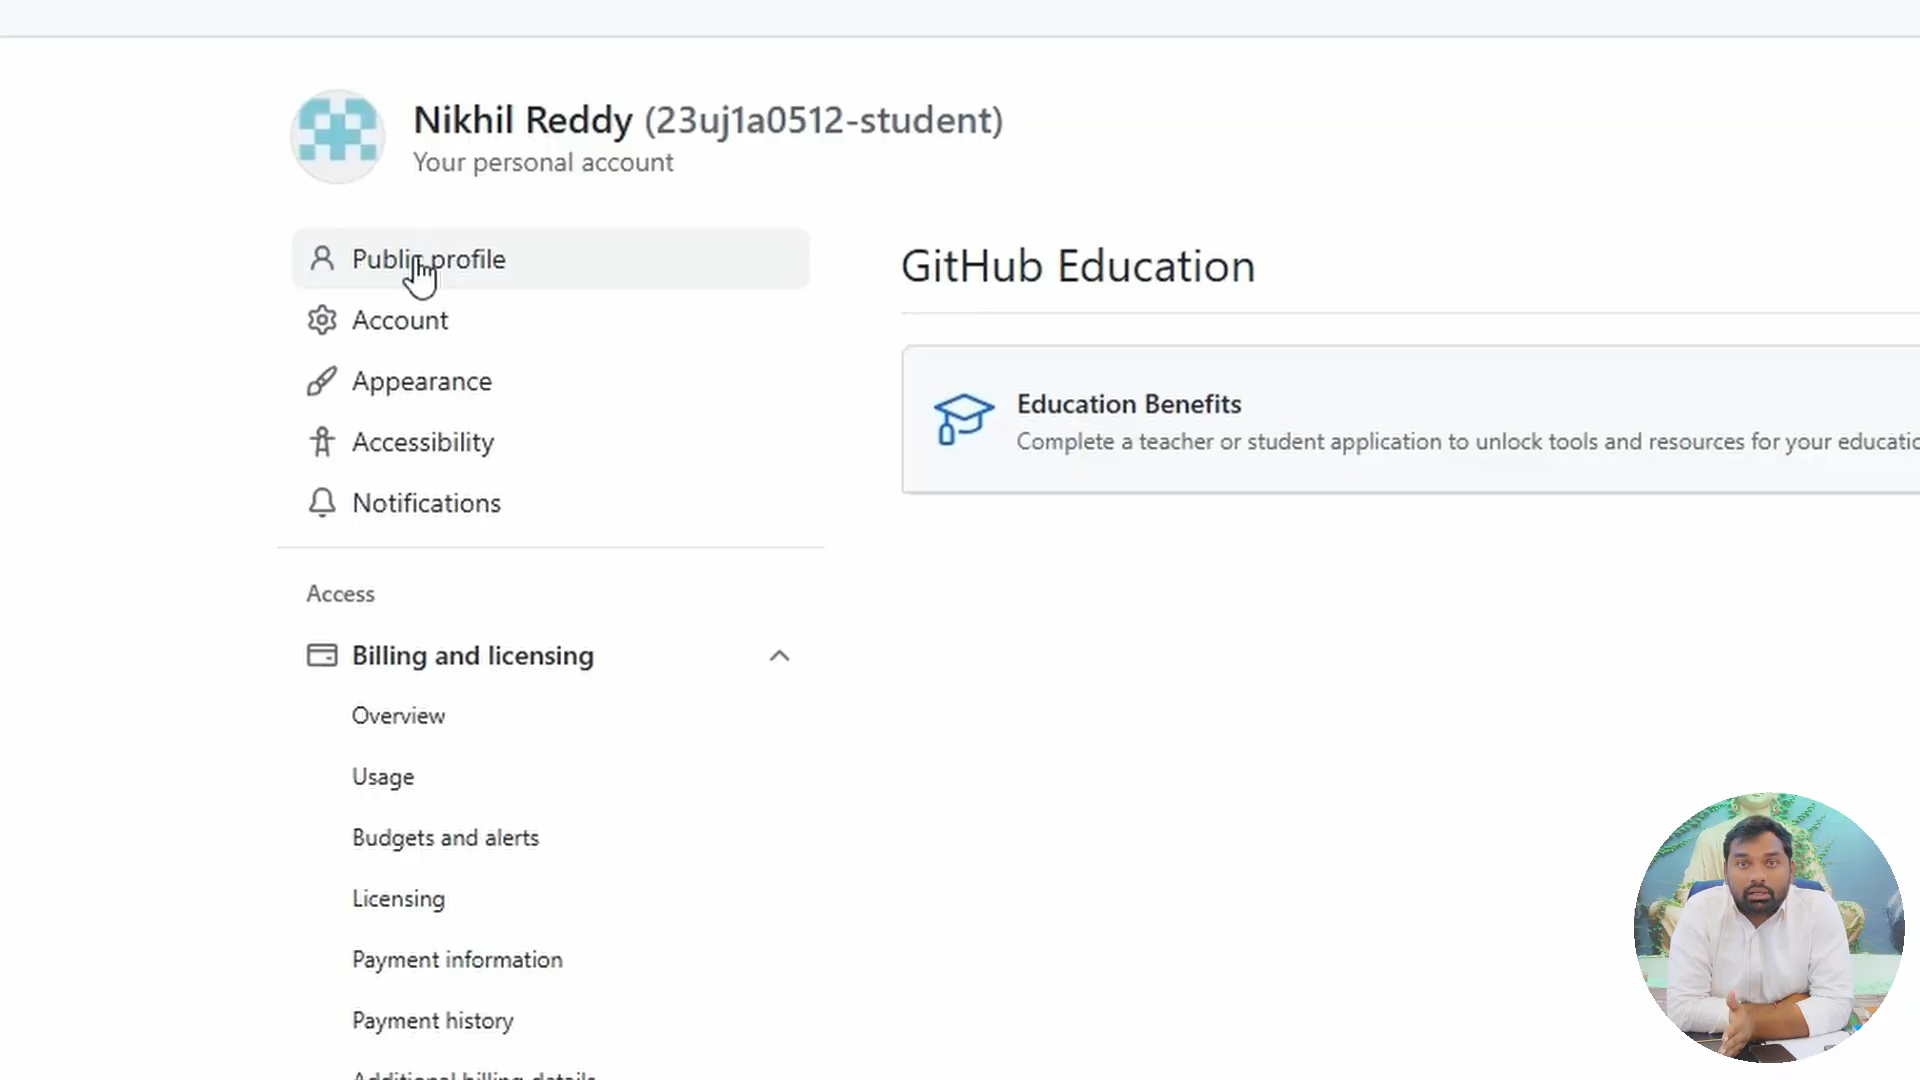 Nikhil Reddy (23uj1a0512-student)
Your personal account
Public profile
Account
Appearance
Accessibility
Notifications
Access
Billing and licensing
Overview
Usage
Budgets and alerts
Licensing
Payment information
Payment history
Additional billing details
GitHub Education
Education Benefits
Complete a teacher or student application to unlock tools and resources for your educatio